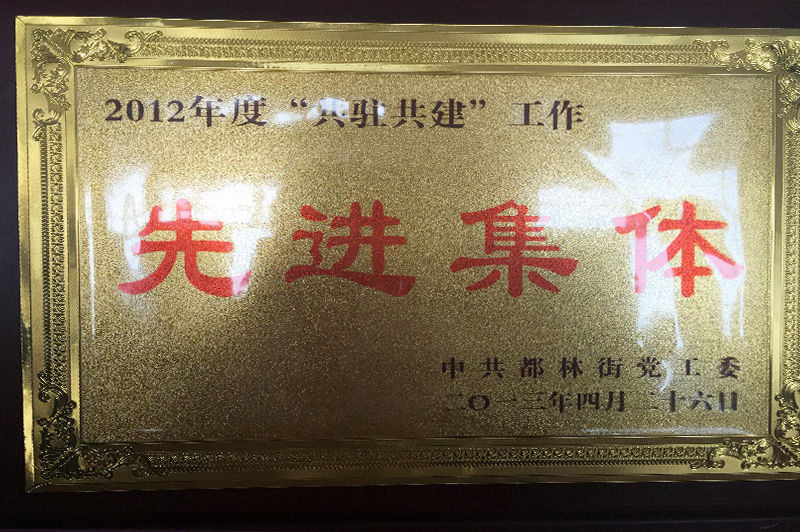 2012年度“共驻共建”工作
先进集体
中共都林街党工委
二〇一三年四月二十六日